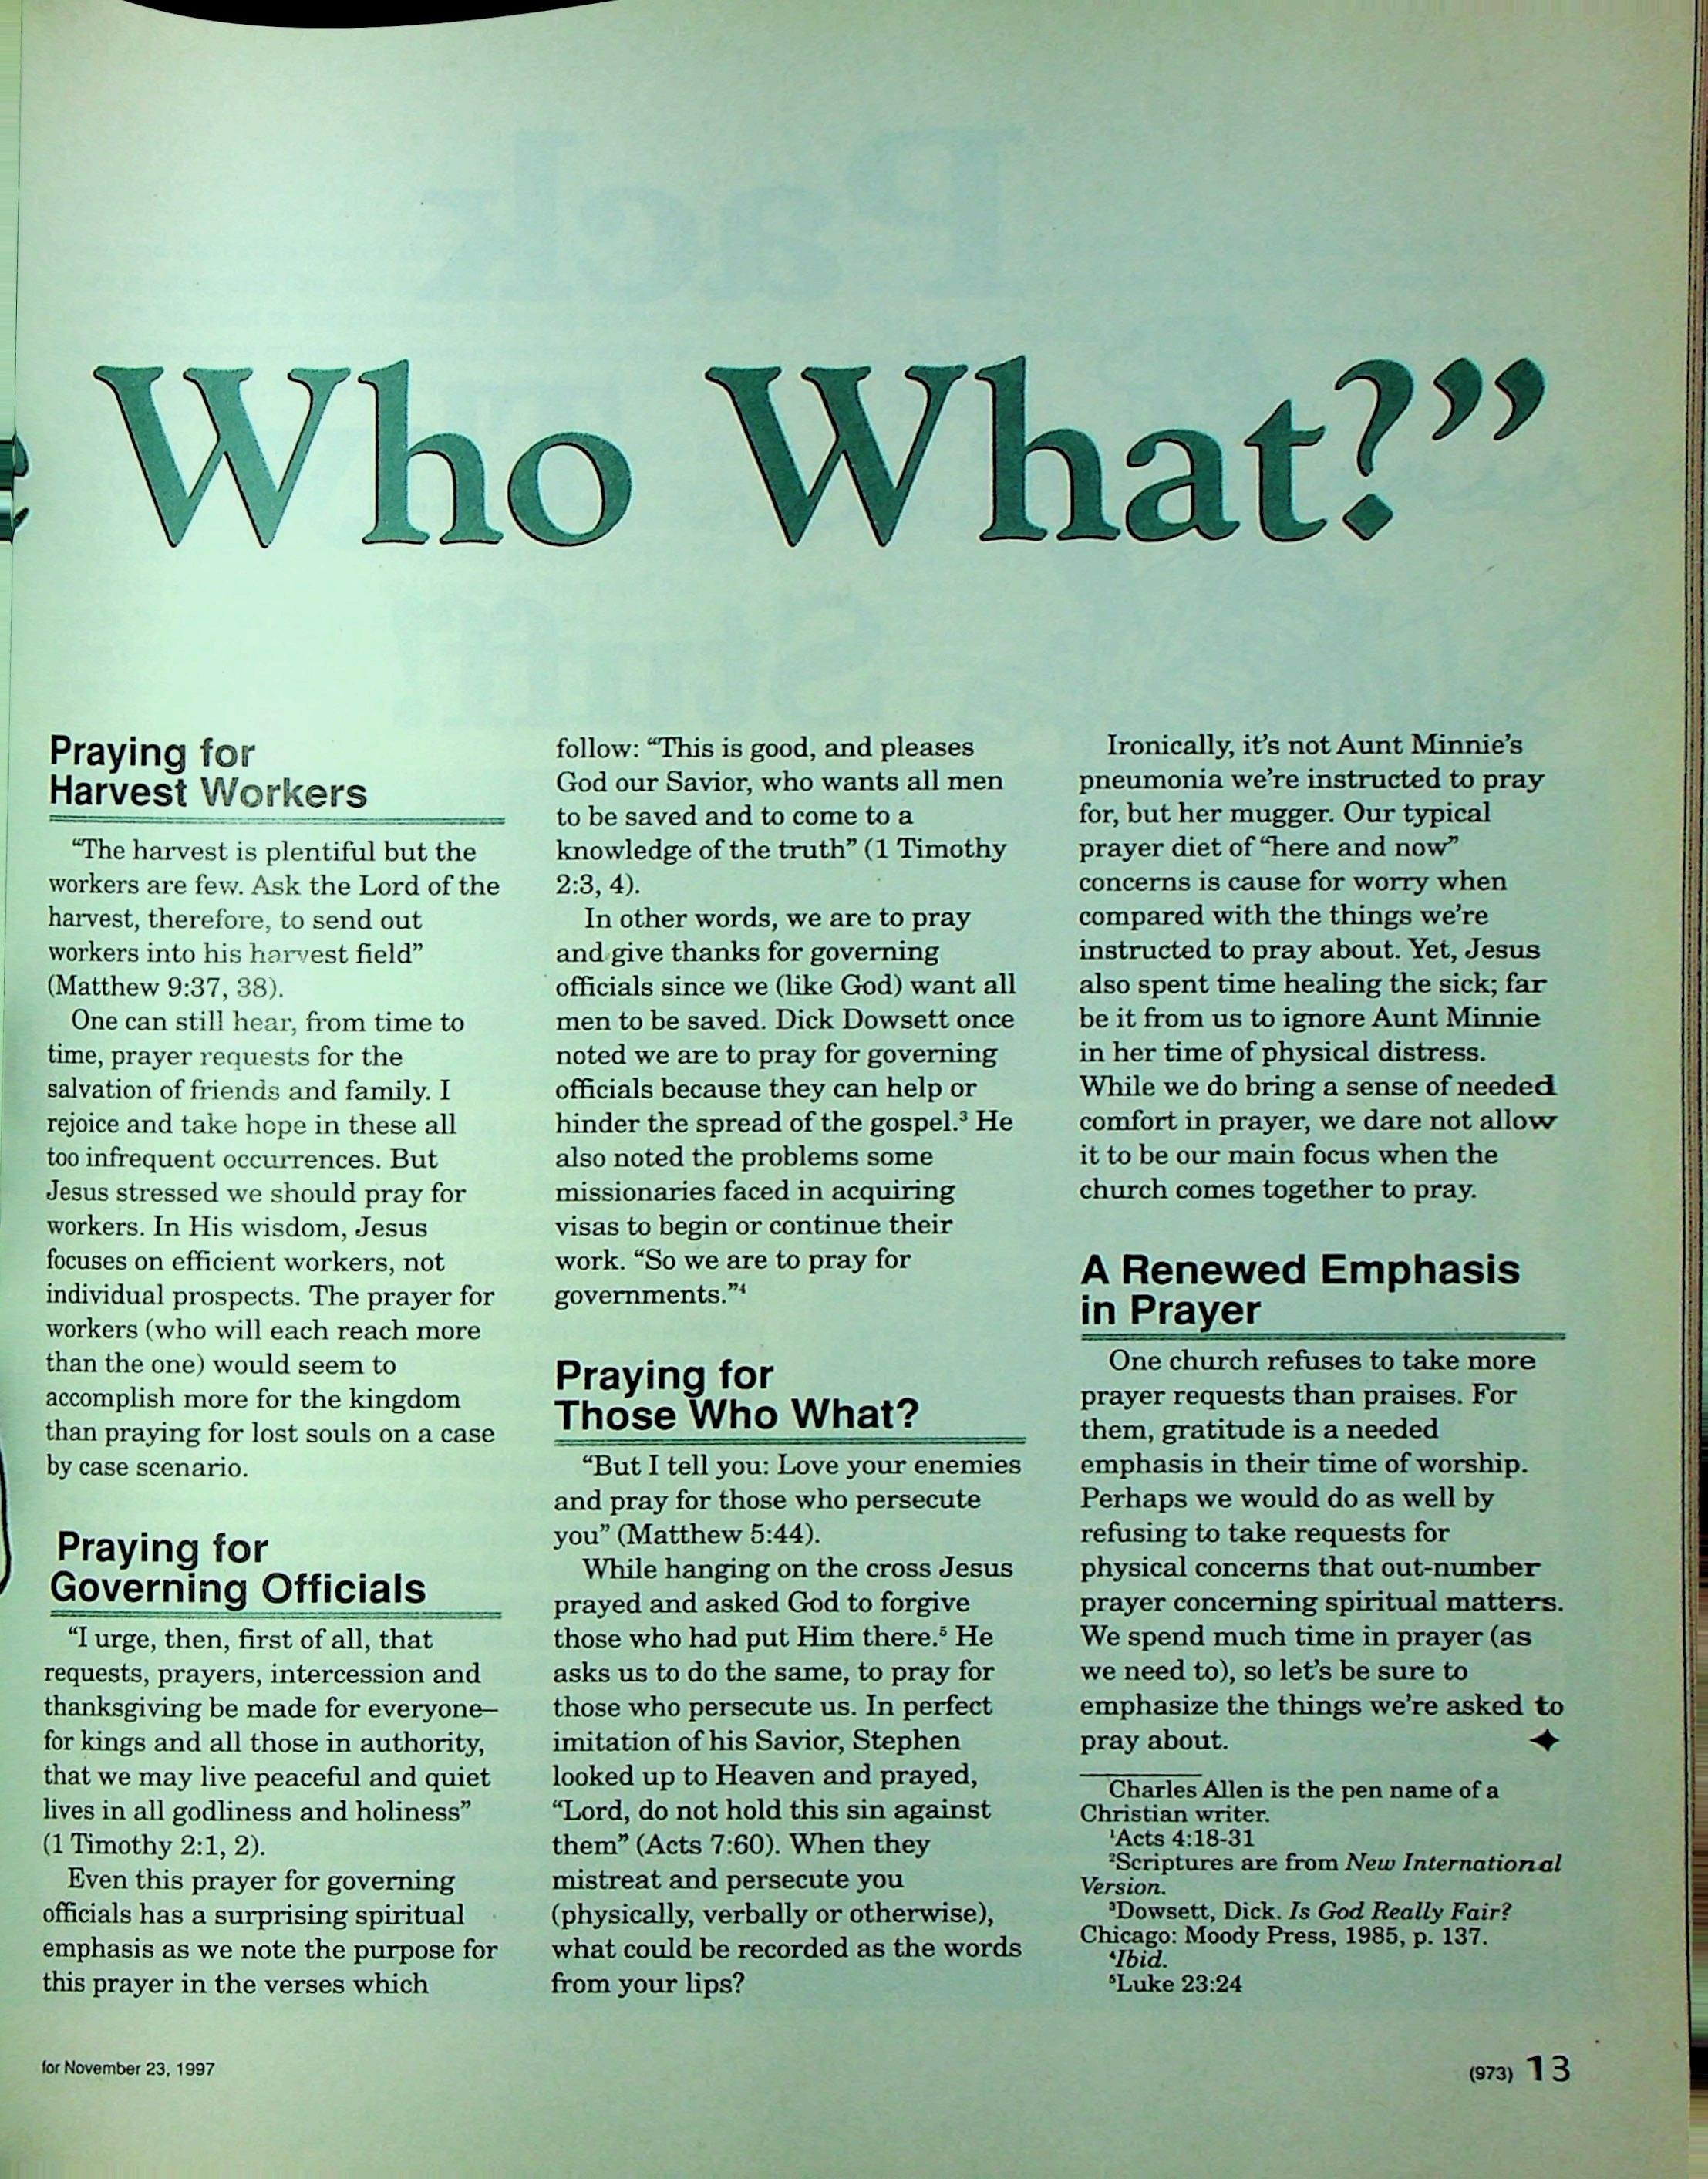 Who What?”
Praying for
Harvest Workers
“The harvest is plentiful but the
workers are few. Ask the Lord of the
harvest, therefore, to send out
workers into his harvest field”
(Matthew 9:37, 38).
One can still hear, from time to
time, prayer requests for the
salvation of friends and family. I
rejoice and take hope in these all
too infrequent occurrences. But
Jesus stressed we should pray for
workers. In His wisdom, Jesus
focuses on efficient workers, not
individual prospects. The prayer for
workers (who will each reach more
than the one) would seem to
accomplish more for the kingdom
than praying for lost souls on a case
by case scenario.
Praying for
Governing Officials
“I urge, then, first of all, that
requests, prayers, intercession and
thanksgiving be made for everyone—
for kings and all those in authority,
that we may live peaceful and quiet
lives in all godliness and holiness”
(1 Timothy 2:1, 2).
Even this prayer for governing
officials has a surprising spiritual
emphasis as we note the purpose for
this prayer in the verses which
follow: “This is good, and pleases
God our Savior, who wants all men
to be saved and to come to a
knowledge of the truth” (1 Timothy
2:3, 4).
In other words, we are to pray
and give thanks for governing
officials since we (like God) want all
men to be saved. Dick Dowsett once
noted we are to pray for governing
officials because they can help or
hinder the spread of the gospel.³ He
also noted the problems some
missionaries faced in acquiring
visas to begin or continue their
work. “So we are to pray for
governments.”⁴
Praying for
Those Who What?
“But I tell you: Love your enemies
and pray for those who persecute
you” (Matthew 5:44).
While hanging on the cross Jesus
prayed and asked God to forgive
those who had put Him there.⁵ He
asks us to do the same, to pray for
those who persecute us. In perfect
imitation of his Savior, Stephen
looked up to Heaven and prayed,
“Lord, do not hold this sin against
them” (Acts 7:60). When they
mistreat and persecute you
(physically, verbally or otherwise),
what could be recorded as the words
from your lips?
Ironically, it’s not Aunt Minnie’s
pneumonia we’re instructed to pray
for, but her mugger. Our typical
prayer diet of “here and now”
concerns is cause for worry when
compared with the things we’re
instructed to pray about. Yet, Jesus
also spent time healing the sick; far
be it from us to ignore Aunt Minnie
in her time of physical distress.
While we do bring a sense of needed
comfort in prayer, we dare not allow
it to be our main focus when the
church comes together to pray.
A Renewed Emphasis
in Prayer
One church refuses to take more
prayer requests than praises. For
them, gratitude is a needed
emphasis in their time of worship.
Perhaps we would do as well by
refusing to take requests for
physical concerns that out-number
prayer concerning spiritual matters.
We spend much time in prayer (as
we need to), so let’s be sure to
emphasize the things we’re asked to
pray about.
Charles Allen is the pen name of a
Christian writer.
¹Acts 4:18-31
²Scriptures are from New International
Version.
³Dowsett, Dick. Is God Really Fair?
Chicago: Moody Press, 1985, p. 137.
⁴Ibid.
⁵Luke 23:24
for November 23, 1997
(973) 13